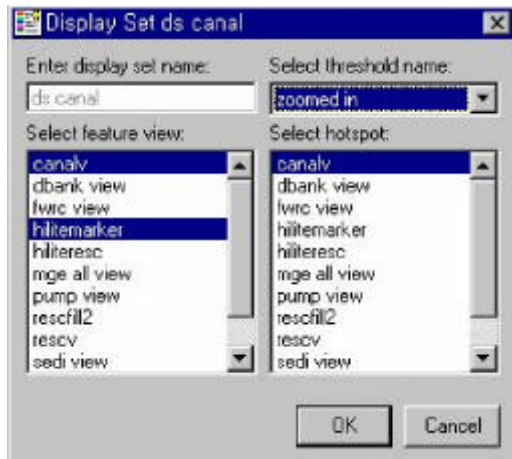 Display Set ds canal
Enter display set name:
ds canal
Select threshold name:
zoomed in
Select feature view:
canalv
dbank view
fwrc view
hilitemarker
hiliteresc
mge all view
pump view
rescfill2
rescv
sedi view
Select hotspot:
canalv
dbank view
fwrc view
hilitemarker
hiliteresc
mge all view
pump view
rescfill2
rescv
sedi view
OK
Cancel